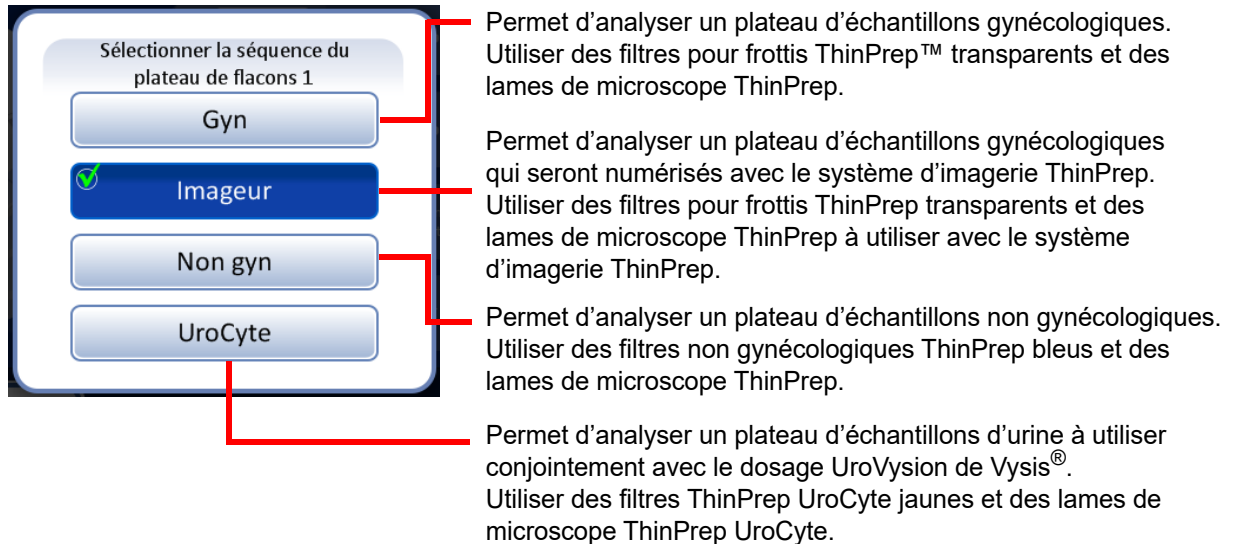 Sélectionner la séquence du
plateau de flacons 1
Gyn
Imageur
Non gyn
UroCyte
Permet d’analyser un plateau d’échantillons gynécologiques.
Utiliser des filtres pour frottis ThinPrep™ transparents et des
lames de microscope ThinPrep.
Permet d’analyser un plateau d’échantillons gynécologiques
qui seront numérisés avec le système d’imagerie ThinPrep.
Utiliser des filtres pour frottis ThinPrep transparents et des
lames de microscope ThinPrep à utiliser avec le système
d’imagerie ThinPrep.
Permet d’analyser un plateau d’échantillons non gynécologiques.
Utiliser des filtres non gynécologiques ThinPrep bleus et des
lames de microscope ThinPrep.
Permet d’analyser un plateau d’échantillons d’urine à utiliser
conjointement avec le dosage UroVysion de Vysis®.
Utiliser des filtres ThinPrep UroCyte jaunes et des lames de
microscope ThinPrep UroCyte.